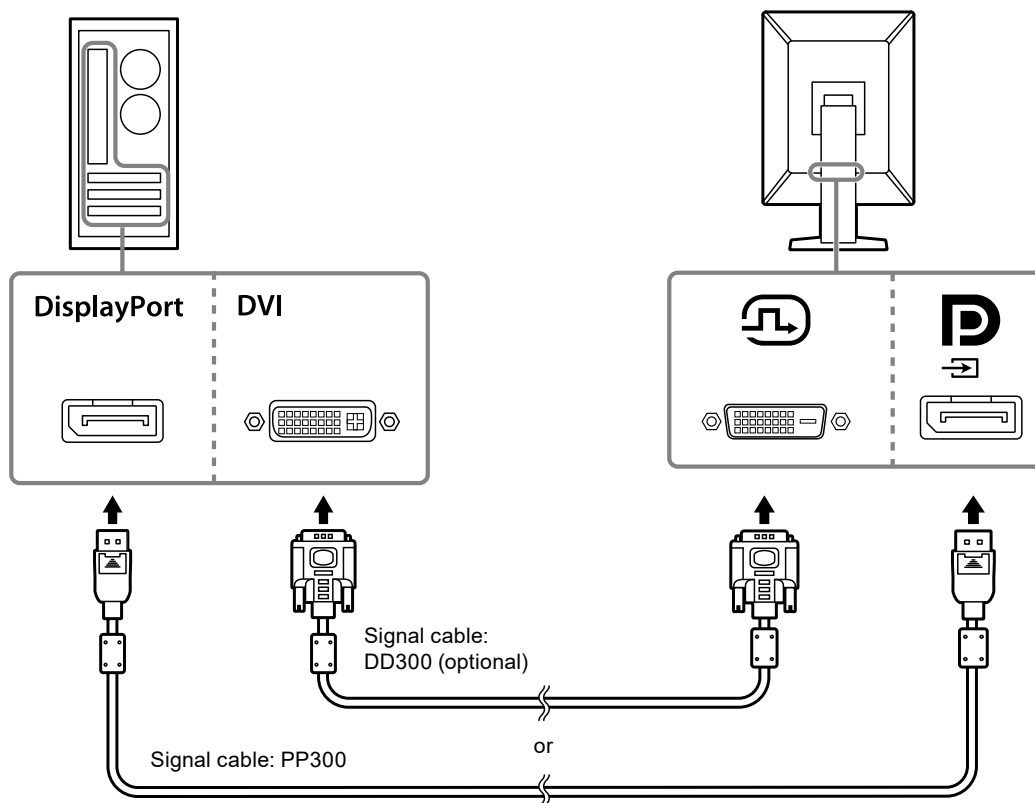 DisplayPort
DVI
Signal cable:
DD300 (optional)
or
Signal cable: PP300